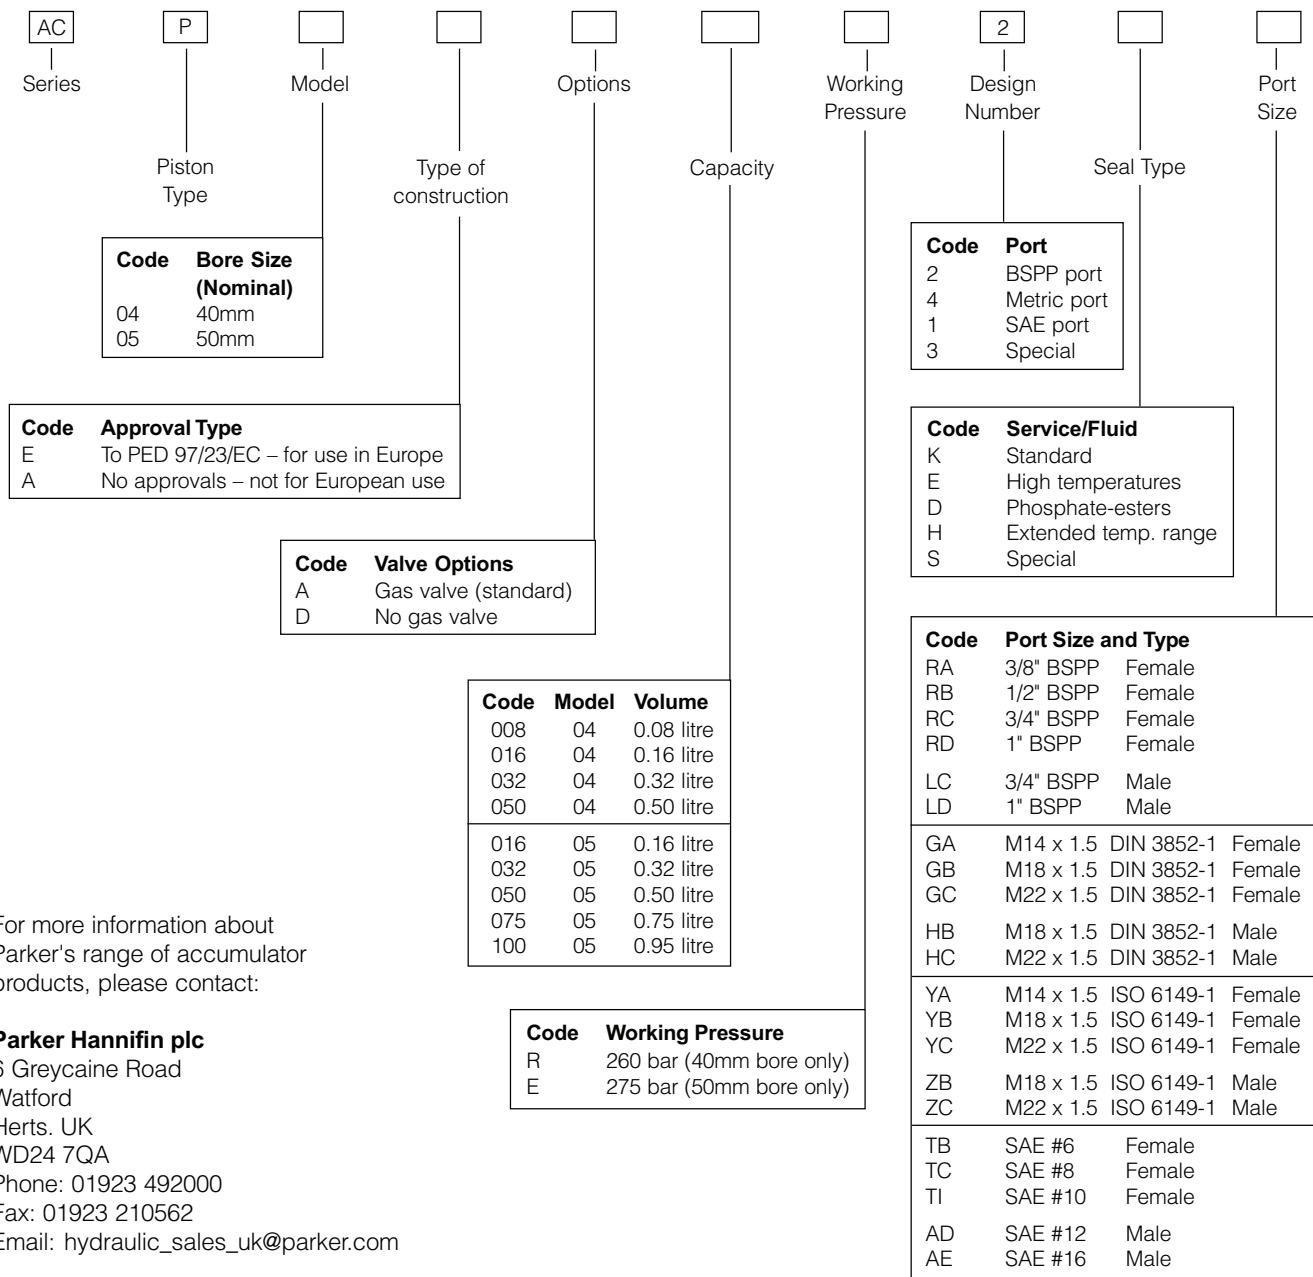 AC P 2
Series Model Options Working Pressure Design Number Port Size
Piston Type Type of construction Capacity Seal Type
Code Bore Size (Nominal)
04 40mm
05 50mm
Code Port
2 BSPP port
4 Metric port
1 SAE port
3 Special
Code Approval Type
E To PED 97/23/EC – for use in Europe
A No approvals – not for European use
Code Service/Fluid
K Standard
E High temperatures
D Phosphate-esters
H Extended temp. range
S Special
Code Valve Options
A Gas valve (standard)
D No gas valve
Code Port Size and Type
RA 3/8" BSPP Female
RB 1/2" BSPP Female
RC 3/4" BSPP Female
RD 1" BSPP Female
LC 3/4" BSPP Male
LD 1" BSPP Male
GA M14 x 1.5 DIN 3852-1 Female
GB M18 x 1.5 DIN 3852-1 Female
GC M22 x 1.5 DIN 3852-1 Female
HB M18 x 1.5 DIN 3852-1 Male
HC M22 x 1.5 DIN 3852-1 Male
YA M14 x 1.5 ISO 6149-1 Female
YB M18 x 1.5 ISO 6149-1 Female
YC M22 x 1.5 ISO 6149-1 Female
ZB M18 x 1.5 ISO 6149-1 Male
ZC M22 x 1.5 ISO 6149-1 Male
TB SAE #6 Female
TC SAE #8 Female
TI SAE #10 Female
AD SAE #12 Male
AE SAE #16 Male
Code Model Volume
008 04 0.08 litre
016 04 0.16 litre
032 04 0.32 litre
050 04 0.50 litre
016 05 0.16 litre
032 05 0.32 litre
050 05 0.50 litre
075 05 0.75 litre
100 05 0.95 litre
Code Working Pressure
R 260 bar (40mm bore only)
E 275 bar (50mm bore only)
For more information about
Parker's range of accumulator
products, please contact:
Parker Hannifin plc
6 Greycaine Road
Watford
Herts. UK
WD24 7QA
Phone: 01923 492000
Fax: 01923 210562
Email: hydraulic_sales_uk@parker.com